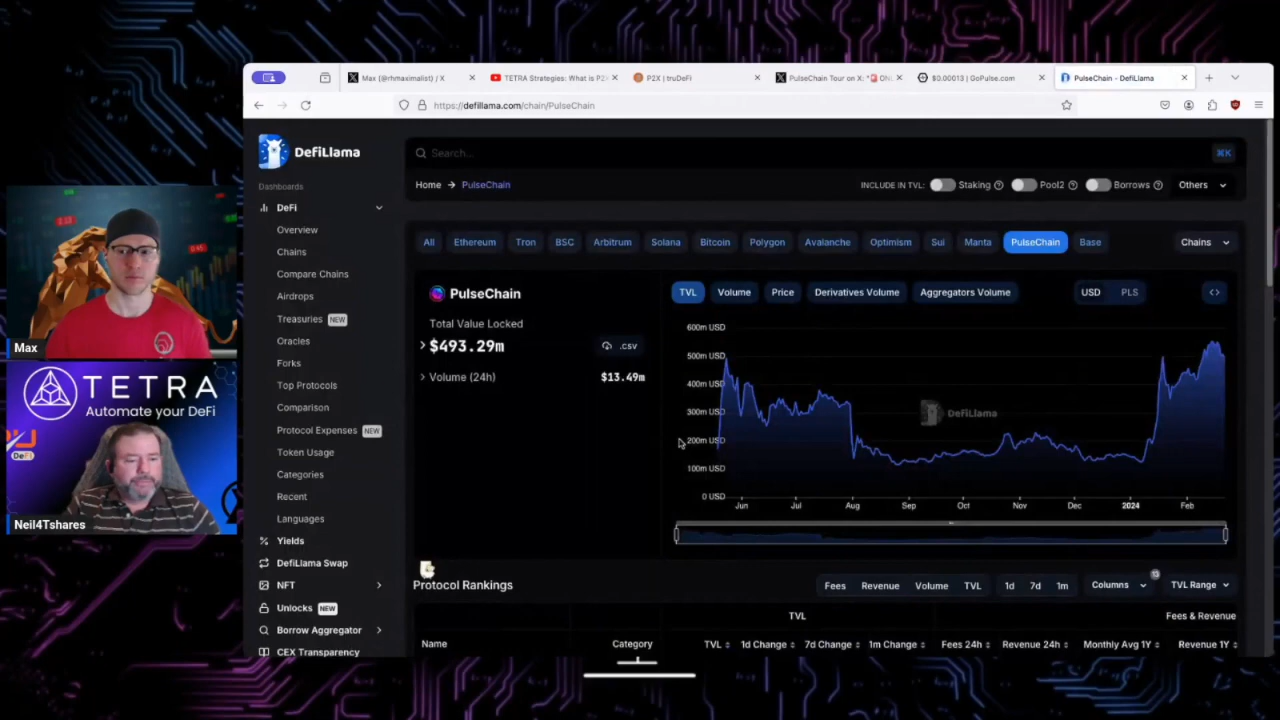 Max (@rhmaximalist) / X
TETRA Strategies: What is P2X
P2X | truDeFi
PulseChain Tour on X: "🚨 ON
$0.00013 | GoPulse.com
PulseChain - DefiLlama
https://defillama.com/chain/PulseChain
DefiLlama
Search...
⌘K
Dashboards
Home → PulseChain
INCLUDE IN TVL: Staking Pool2 Borrows Others
DeFi
Overview
Chains
Compare Chains
Airdrops
Treasuries NEW
Oracles
Forks
Top Protocols
Comparison
Protocol Expenses NEW
Token Usage
Categories
Recent
Languages
Yields
DefiLlama Swap
NFT
Unlocks NEW
Borrow Aggregator
CEX Transparency
All Ethereum Tron BSC Arbitrum Solana Bitcoin Polygon Avalanche Optimism Sui Manta PulseChain Base Chains
PulseChain
Total Value Locked
$493.29m
.csv
Volume (24h) $13.49m
TVL Volume Price Derivatives Volume Aggregators Volume USD PLS
600m USD
500m USD
400m USD
300m USD
200m USD
100m USD
0 USD
DefiLlama
Jun Jul Aug Sep Oct Nov Dec 2024 Feb
Protocol Rankings
Fees Revenue Volume TVL 1d 7d 1m Columns 13 TVL Range
TVL Fees & Revenue
Name Category TVL 1d Change 7d Change 1m Change Fees 24h Revenue 24h Monthly Avg 1Y Revenue 1Y
Max
TETRA
Automate your DeFi
DeFi
Neil4Tshares